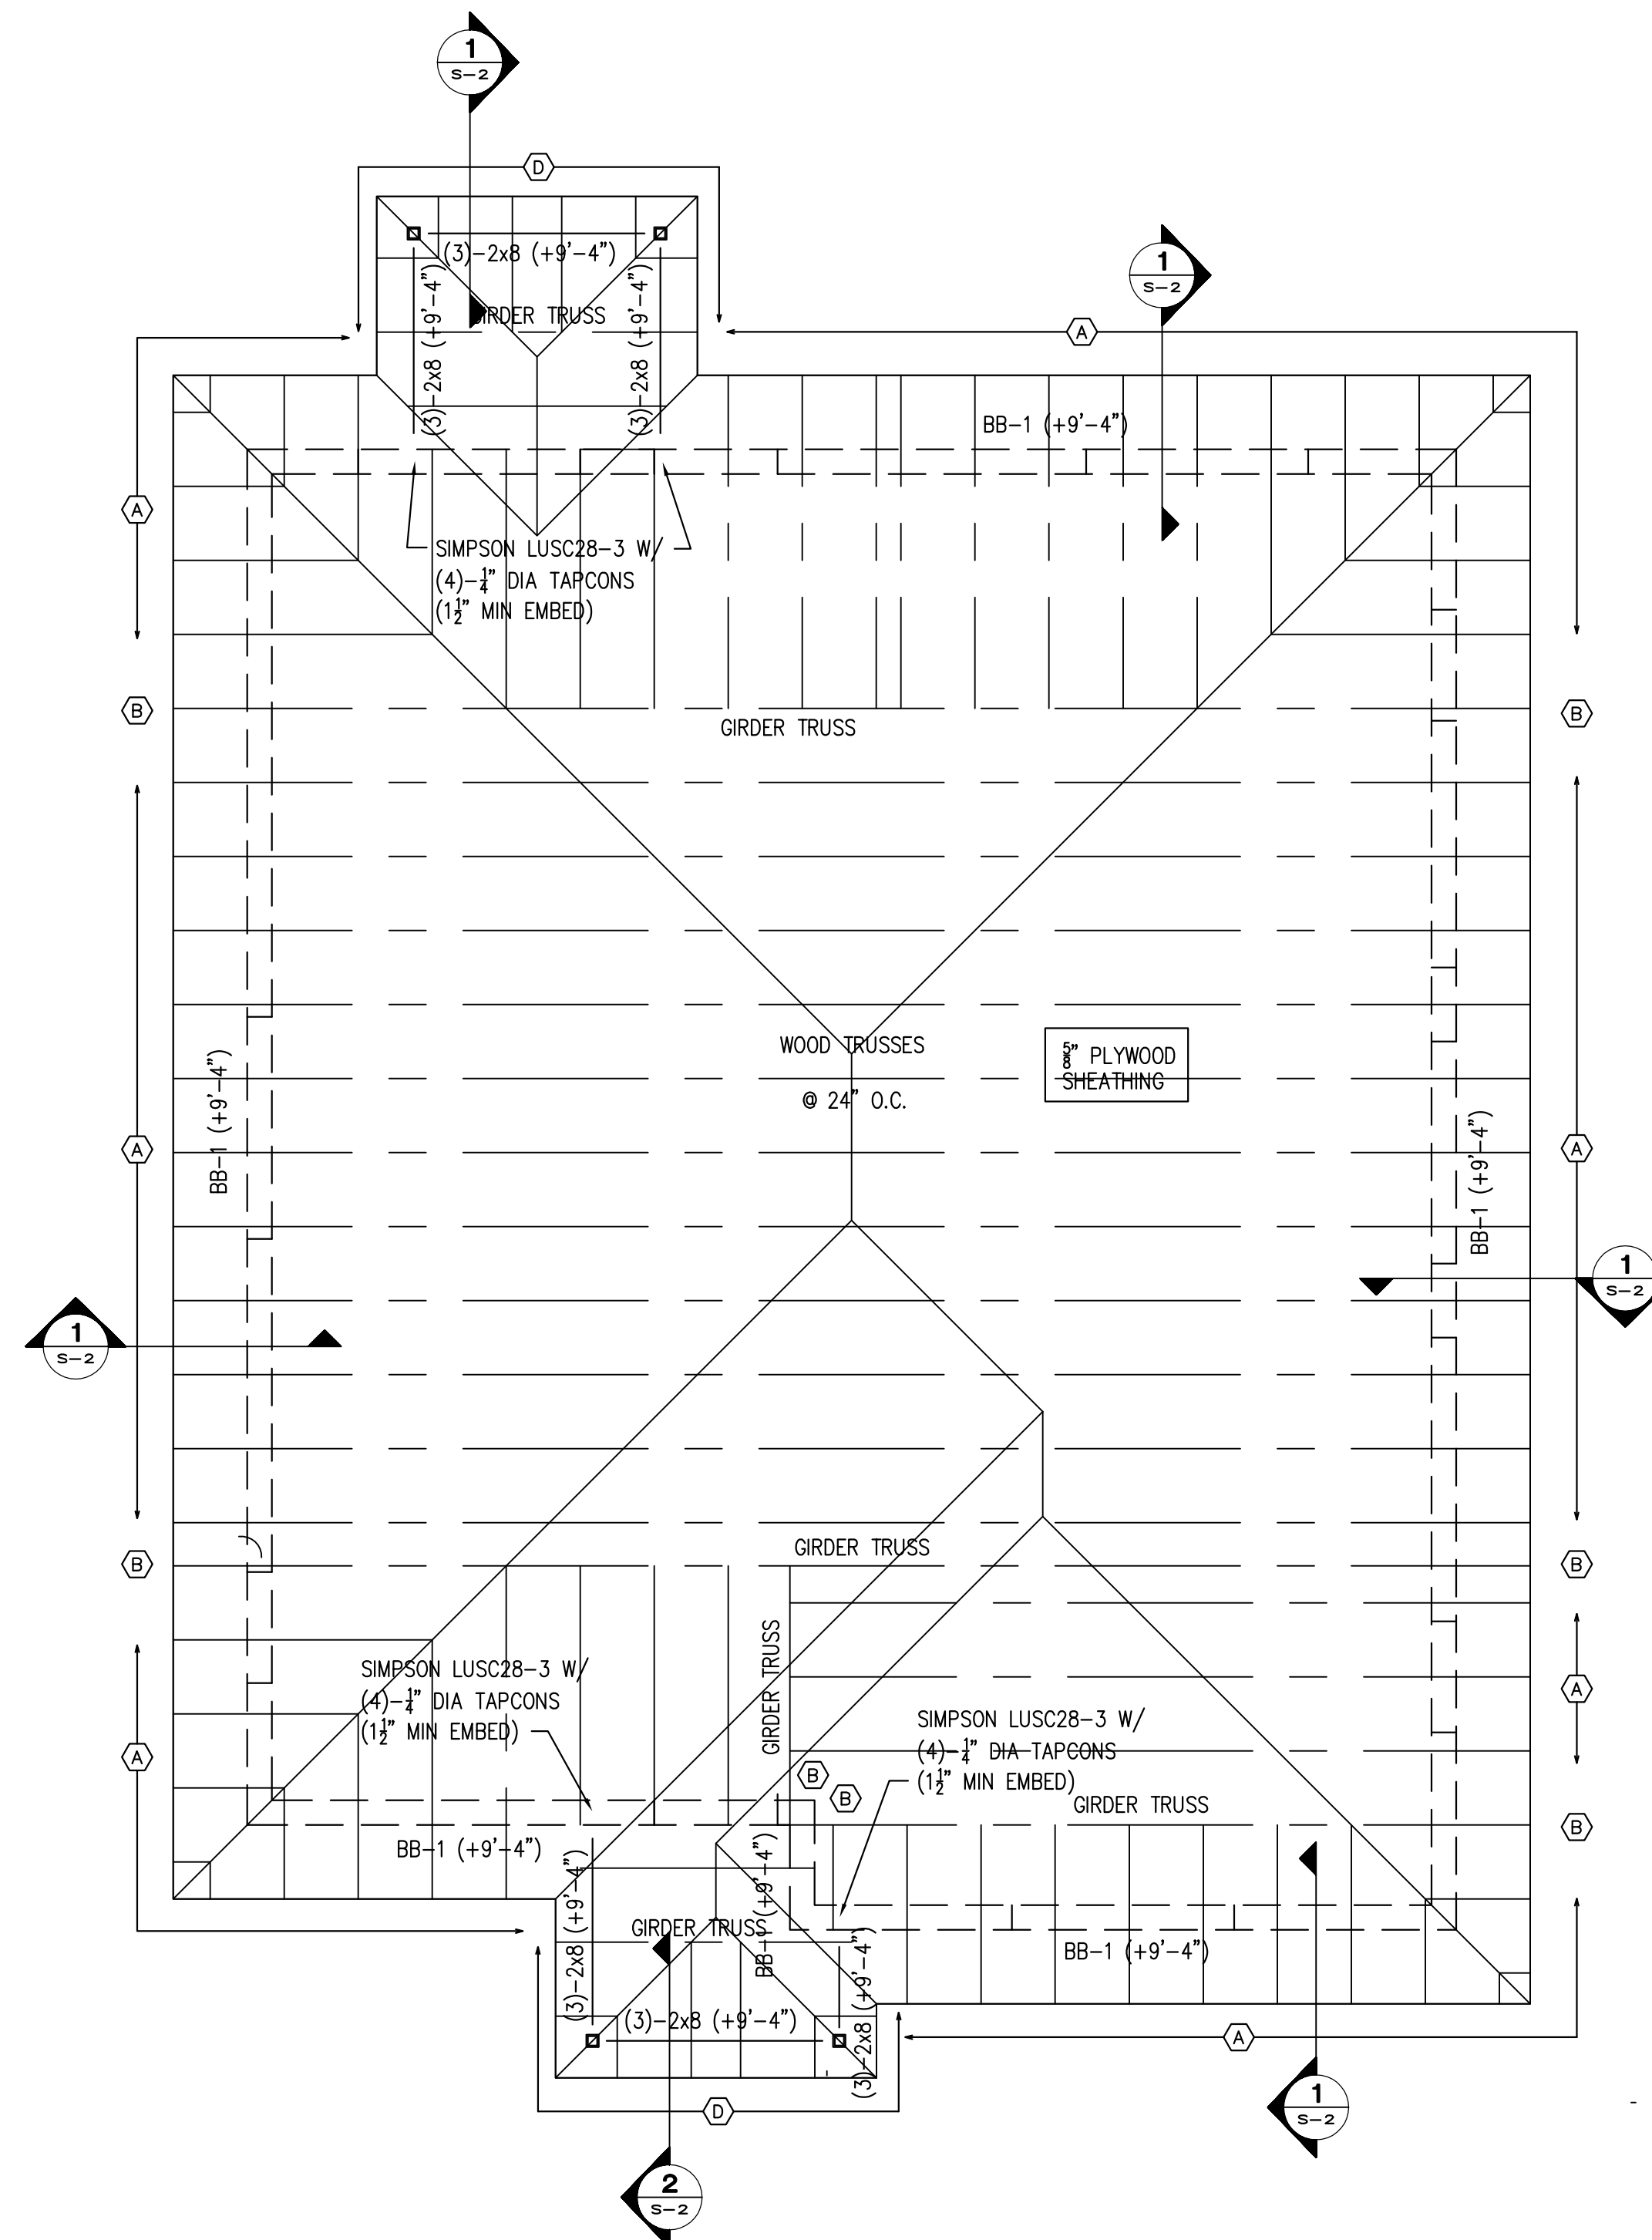 1
S-2
D
(3)-2x8 (+9'-4")
1
S-2
(3)-2x8 (+9'-4")
GIRDER TRUSS
(3)-2x8 (+9'-4")
A
BB-1 (+9'-4")
A
SIMPSON LUSC28-3 W/
(4)-1/4" DIA TAPCONS
(1 1/2" MIN EMBED)
B
B
GIRDER TRUSS
WOOD TRUSSES
@ 24" O.C.
5/8" PLYWOOD
SHEATHING
BB-1 (+9'-4")
A
A
BB-1 (+9'-4")
1
S-2
1
S-2
GIRDER TRUSS
B
B
SIMPSON LUSC28-3 W/
(4)-1/4" DIA TAPCONS
(1 1/2" MIN EMBED)
GIRDER TRUSS
A
SIMPSON LUSC28-3 W/
(4)-1/4" DIA TAPCONS
(1 1/2" MIN EMBED)
A
B
B
GIRDER TRUSS
B
BB-1 (+9'-4")
(3)-2x8 (+9'-4")
BB-1 (+9'-4")
GIRDER TRUSS
BB-1 (+9'-4")
(3)-2x8 (+9'-4")
(3)-2x8 (+9'-4")
(3)-2x8
A
D
1
S-2
2
S-2